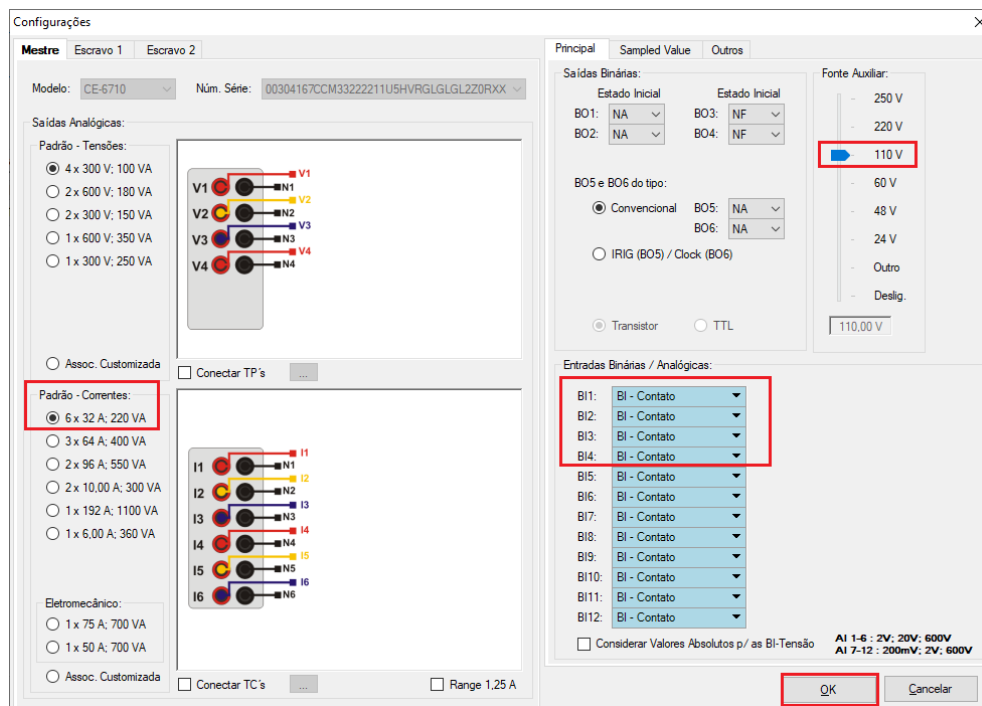 Configurações
Mestre Escravo 1 Escravo 2
Modelo: CE-6710 Núm. Série: 00304167CCM33222211U5HVRGLGLGL2Z0RXX
Saídas Analógicas:
Padrão - Tensões:
4 x 300 V; 100 VA
2 x 600 V; 180 VA
2 x 300 V; 150 VA
1 x 600 V; 350 VA
1 x 300 V; 250 VA
Assoc. Customizada
V1 V1 N1
V2 V2 N2
V3 V3 N3
V4 V4 N4
Conectar TP´s ...
Padrão - Correntes:
6 x 32 A; 220 VA
3 x 64 A; 400 VA
2 x 96 A; 550 VA
2 x 10,00 A; 300 VA
1 x 192 A; 1100 VA
1 x 6,00 A; 360 VA
Eletromecânico:
1 x 75 A; 700 VA
1 x 50 A; 700 VA
Assoc. Customizada
I1 I1 N1
I2 I2 N2
I3 I3 N3
I4 I4 N4
I5 I5 N5
I6 I6 N6
Conectar TC´s ... Range 1,25 A
Principal Sampled Value Outros
Saídas Binárias:
Estado Inicial Estado Inicial
BO1: NA BO3: NF
BO2: NA BO4: NF
BO5 e BO6 do tipo:
Convencional BO5: NA
BO6: NA
IRIG (BO5) / Clock (BO6)
Transistor TTL
Fonte Auxiliar:
250 V
220 V
110 V
60 V
48 V
24 V
Outro
Deslig.
110,00 V
Entradas Binárias / Analógicas:
BI1: BI - Contato
BI2: BI - Contato
BI3: BI - Contato
BI4: BI - Contato
BI5: BI - Contato
BI6: BI - Contato
BI7: BI - Contato
BI8: BI - Contato
BI9: BI - Contato
BI10: BI - Contato
BI11: BI - Contato
BI12: BI - Contato
Considerar Valores Absolutos p/ as BI-Tensão
AI 1-6 : 2V; 20V; 600V
AI 7-12 : 200mV; 2V; 600V
OK Cancelar